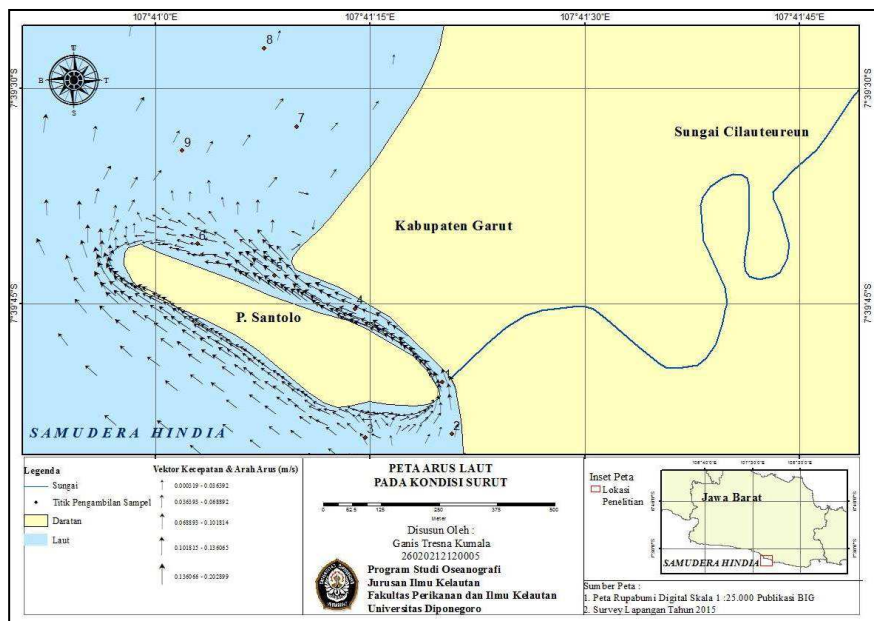 107°41'0"E
107°41'15"E
107°41'30"E
107°41'45"E
7°39'30"S
7°39'30"S
7°39'45"S
7°39'45"S
U
B
T
S
8
7
9
6
5
4
1
3
2
Sungai Cilauteureun
Kabupaten Garut
P. Santolo
SAMUDERA HINDIA
Legenda
Sungai
Titik Pengambilan Sampel
Daratan
Laut
Vektor Kecepatan & Arah Arus (m/s)
0.036393 - 0.068892
0.068893 - 0.101814
0.101815 - 0.136065
0.136066 - 0.202899
PETA ARUS LAUT
PADA KONDISI SURUT
0 62.5 125 250 375 500
Meter
Disusun Oleh :
Ganis Tresna Kumala
26020212120005
Program Studi Oseanografi
Jurusan Ilmu Kelautan
Fakultas Perikanan dan Ilmu Kelautan
Universitas Diponegoro
Inset Peta
Lokasi
Penelitian
Jawa Barat
SAMUDERA HINDIA
Sumber Peta :
1. Peta Rupabumi Digital Skala 1 :25.000 Publikasi BIG
2. Survey Lapangan Tahun 2015